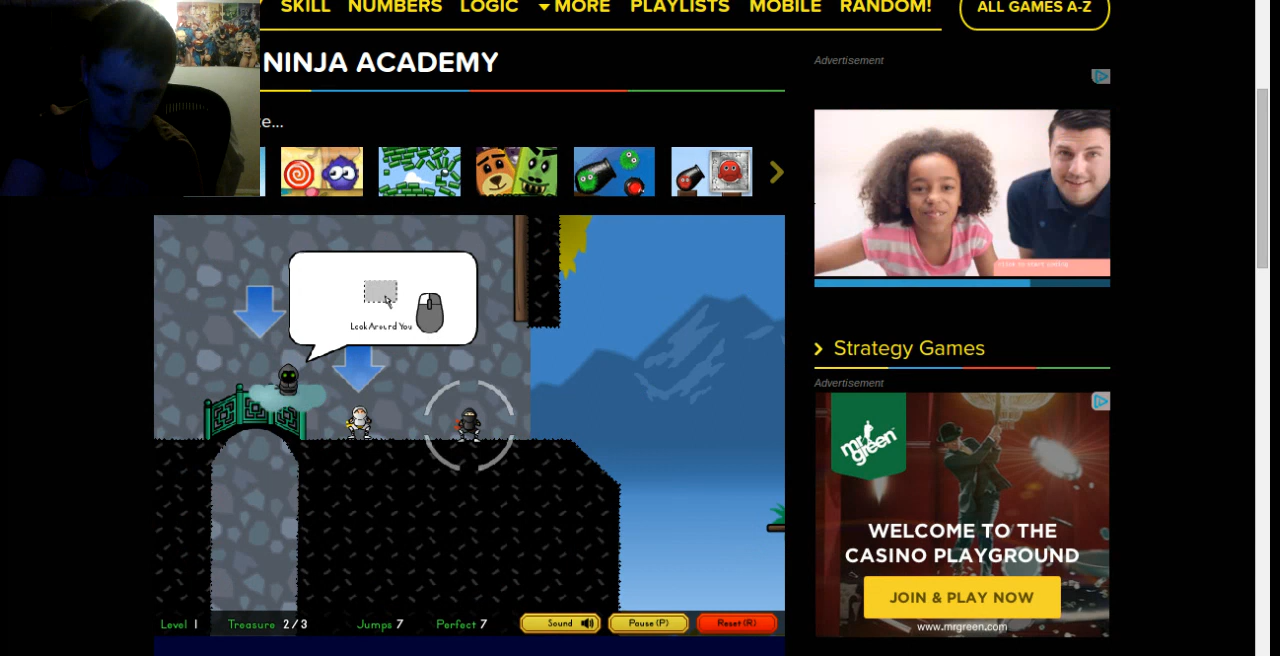 SKILL NUMBERS LOGIC MORE PLAYLISTS MOBILE RANDOM!
ALL GAMES A-Z
NINJA ACADEMY
Advertisement
Look Around You
Strategy Games
Advertisement
mr green™
WELCOME TO THE
CASINO PLAYGROUND
JOIN & PLAY NOW
www.mrgreen.com
Level 1 Treasure 2/3 Jumps 7 Perfect 7 Sound Pause (P) Reset (R)